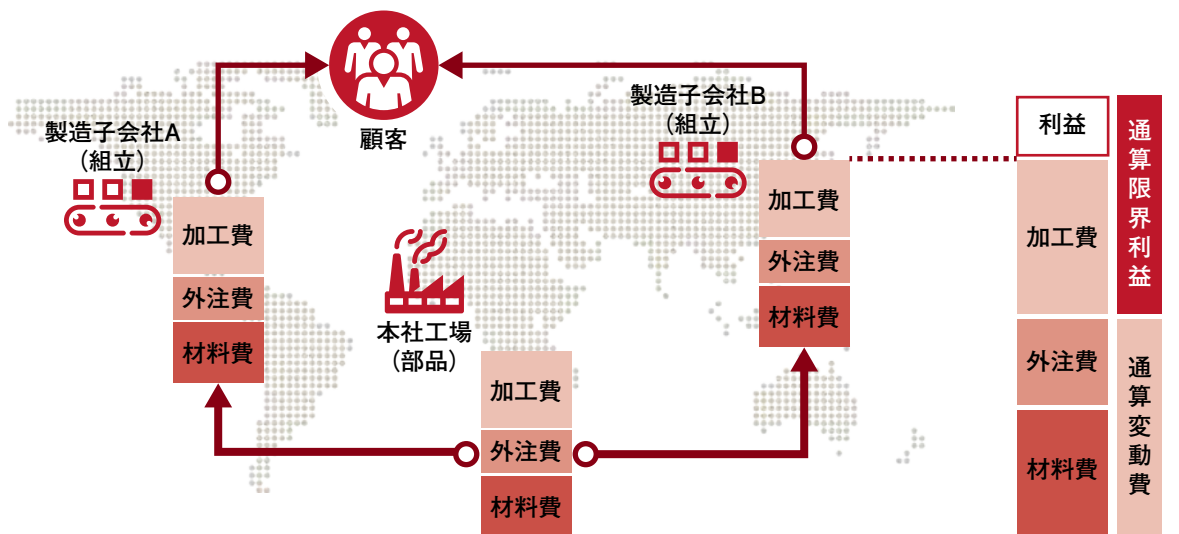 顧客
製造子会社A
（組立）
加工費
外注費
材料費
本社工場
（部品）
加工費
外注費
材料費
製造子会社B
（組立）
加工費
外注費
材料費
利益
加工費
外注費
材料費
通算限界利益
通算変動費